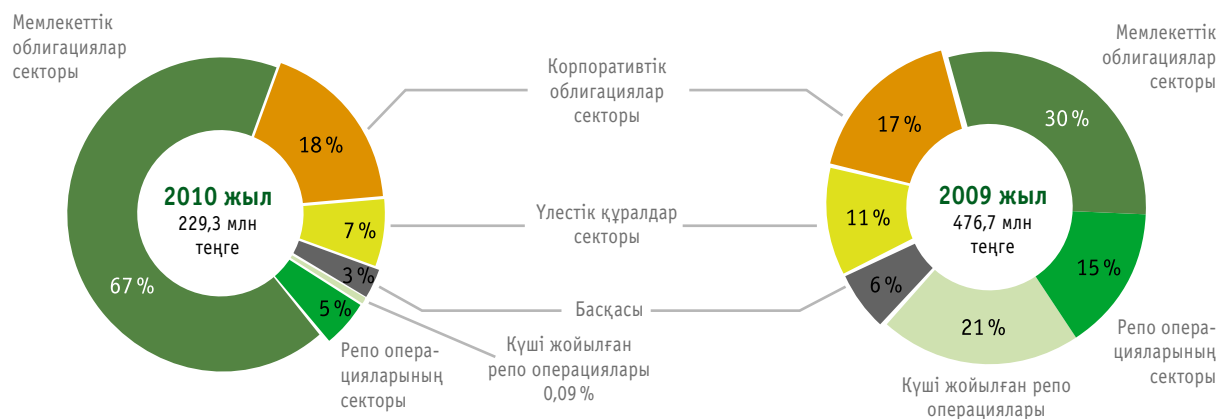 Мемлекеттік
облигациялар
секторы
67 %
18 %
7 %
3 %
5 %
2010 жыл
229,3 млн
теңге
Репо опера-
цияларының
секторы
Корпоративтік
облигациялар
секторы
Үлестік құралдар
секторы
Басқасы
Күші жойылған
репо операциялары
0,09 %
Мемлекеттік
облигациялар
секторы
17 %
30 %
11 %
15 %
6 %
21 %
2009 жыл
476,7 млн
теңге
Репо опера-
цияларының
секторы
Күші жойылған репо
операциялары